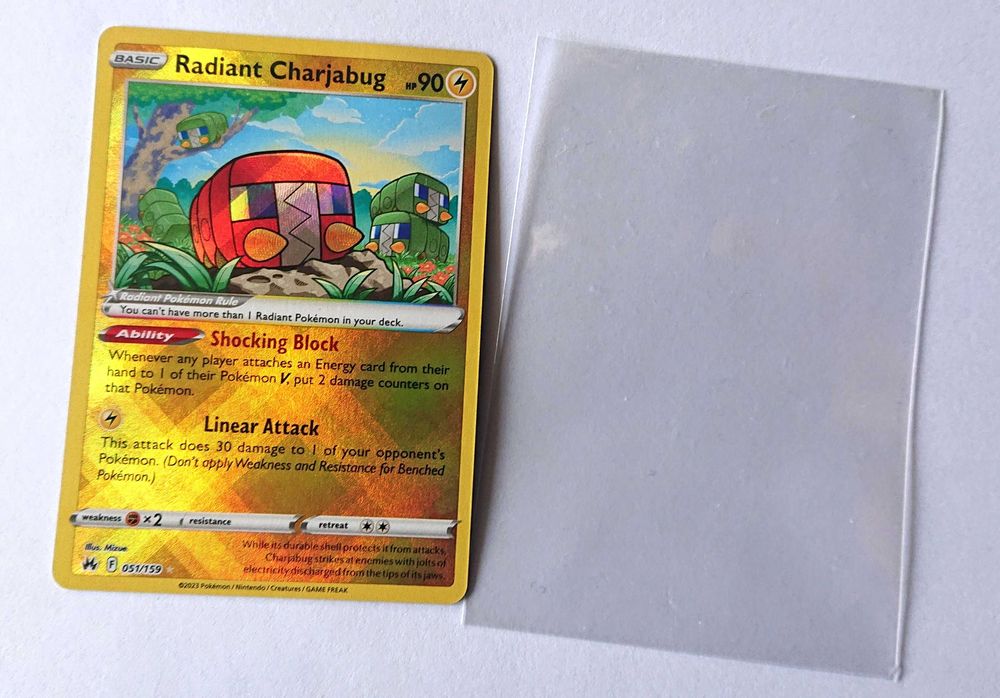 BASIC Radiant Charjabug HP 90
Radiant Pokémon Rule
You can't have more than 1 Radiant Pokémon in your deck.
Ability Shocking Block
Whenever any player attaches an Energy card from their
hand to 1 of their Pokémon V, put 2 damage counters on
that Pokémon.
Linear Attack
This attack does 30 damage to 1 of your opponent's
Pokémon. (Don't apply Weakness and Resistance for Benched
Pokémon.)
weakness ×2 resistance retreat
Illus. Mizue
While its durable shell protects it from attacks,
Charjabug strikes at enemies with jolts of
electricity discharged from the tips of its jaws.
F 051/159
©2023 Pokémon / Nintendo / Creatures / GAME FREAK